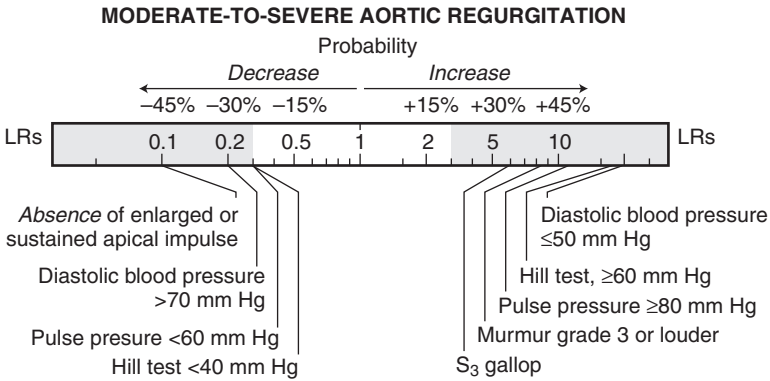 MODERATE-TO-SEVERE AORTIC REGURGITATION
Probability
Decrease Increase
–45% –30% –15% +15% +30% +45%
LRs 0.1 0.2 0.5 1 2 5 10 LRs
Absence of enlarged or
sustained apical impulse
Diastolic blood pressure
>70 mm Hg
Pulse presure <60 mm Hg
Hill test <40 mm Hg
Diastolic blood pressure
≤50 mm Hg
Hill test, ≥60 mm Hg
Pulse pressure ≥80 mm Hg
Murmur grade 3 or louder
S₃ gallop